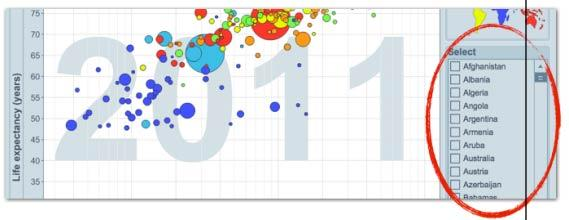 75
70
65
60
55
50
45
40
35
Life expectancy (years)
2011
Select
Afghanistan
Albania
Algeria
Angola
Argentina
Armenia
Aruba
Australia
Austria
Azerbaijan
Bahamas